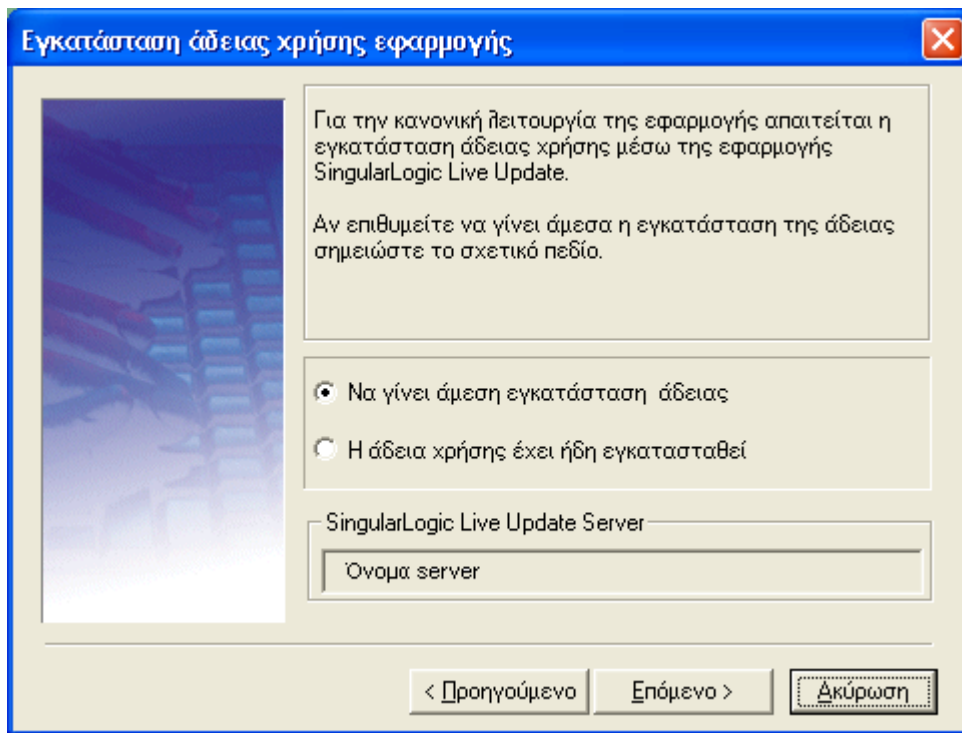 Εγκατάσταση άδειας χρήσης εφαρμογής
Για την κανονική λειτουργία της εφαρμογής απαιτείται η
εγκατάσταση άδειας χρήσης μέσω της εφαρμογής
SingularLogic Live Update.
Αν επιθυμείτε να γίνει άμεσα η εγκατάσταση της άδειας
σημειώστε το σχετικό πεδίο.
Να γίνει άμεση εγκατάσταση άδειας
Η άδεια χρήσης έχει ήδη εγκατασταθεί
SingularLogic Live Update Server
Όνομα server
< Προηγούμενο
Επόμενο >
Ακύρωση